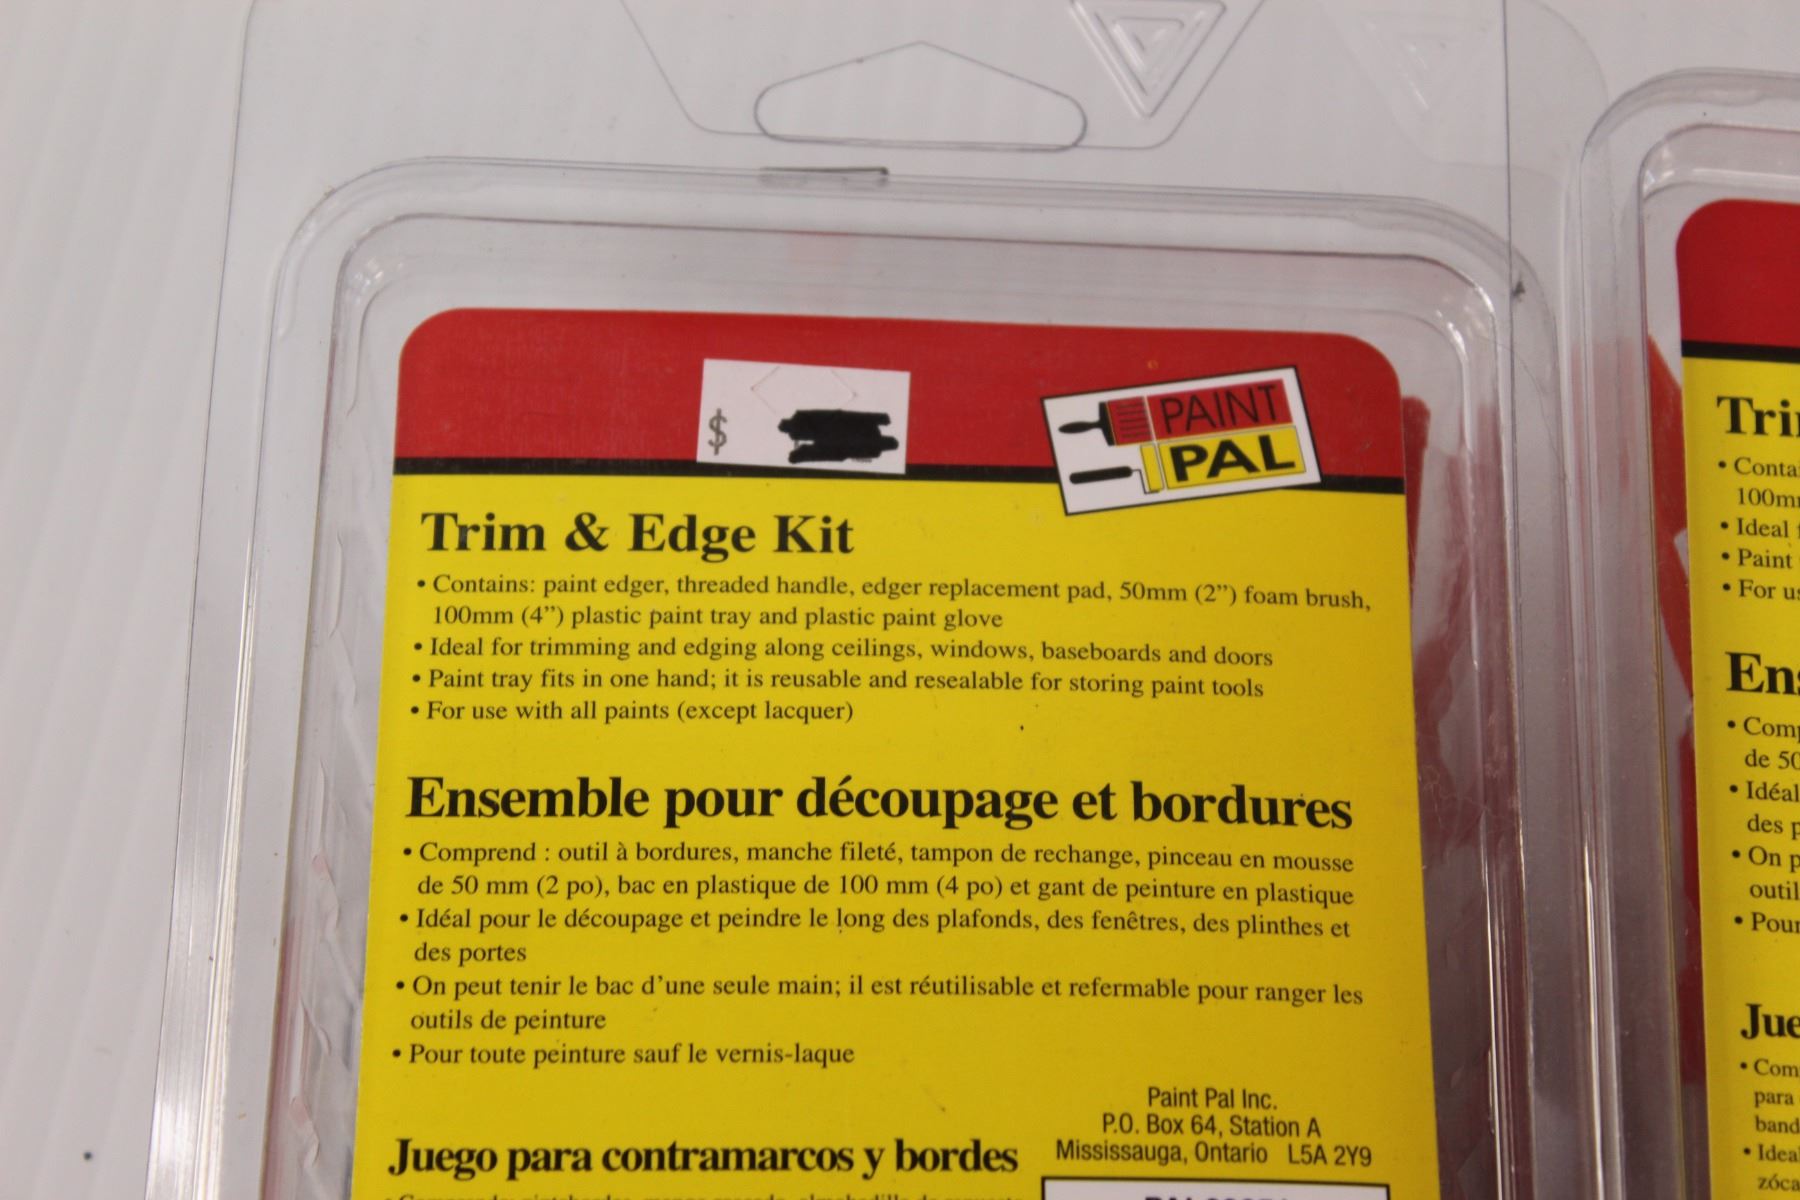 $
PAINT
PAL
Trim & Edge Kit
• Contains: paint edger, threaded handle, edger replacement pad, 50mm (2”) foam brush,
100mm (4”) plastic paint tray and plastic paint glove
• Ideal for trimming and edging along ceilings, windows, baseboards and doors
• Paint tray fits in one hand; it is reusable and resealable for storing paint tools
• For use with all paints (except lacquer)
Ensemble pour découpage et bordures
• Comprend : outil à bordures, manche fileté, tampon de rechange, pinceau en mousse
de 50 mm (2 po), bac en plastique de 100 mm (4 po) et gant de peinture en plastique
• Idéal pour le découpage et peindre le long des plafonds, des fenêtres, des plinthes et
des portes
• On peut tenir le bac d’une seule main; il est réutilisable et refermable pour ranger les
outils de peinture
• Pour toute peinture sauf le vernis-laque
Paint Pal Inc.
P.O. Box 64, Station A
Mississauga, Ontario L5A 2Y9
Juego para contramarcos y bordes
• Ideal
• Paint
des
• On
• Pour
para